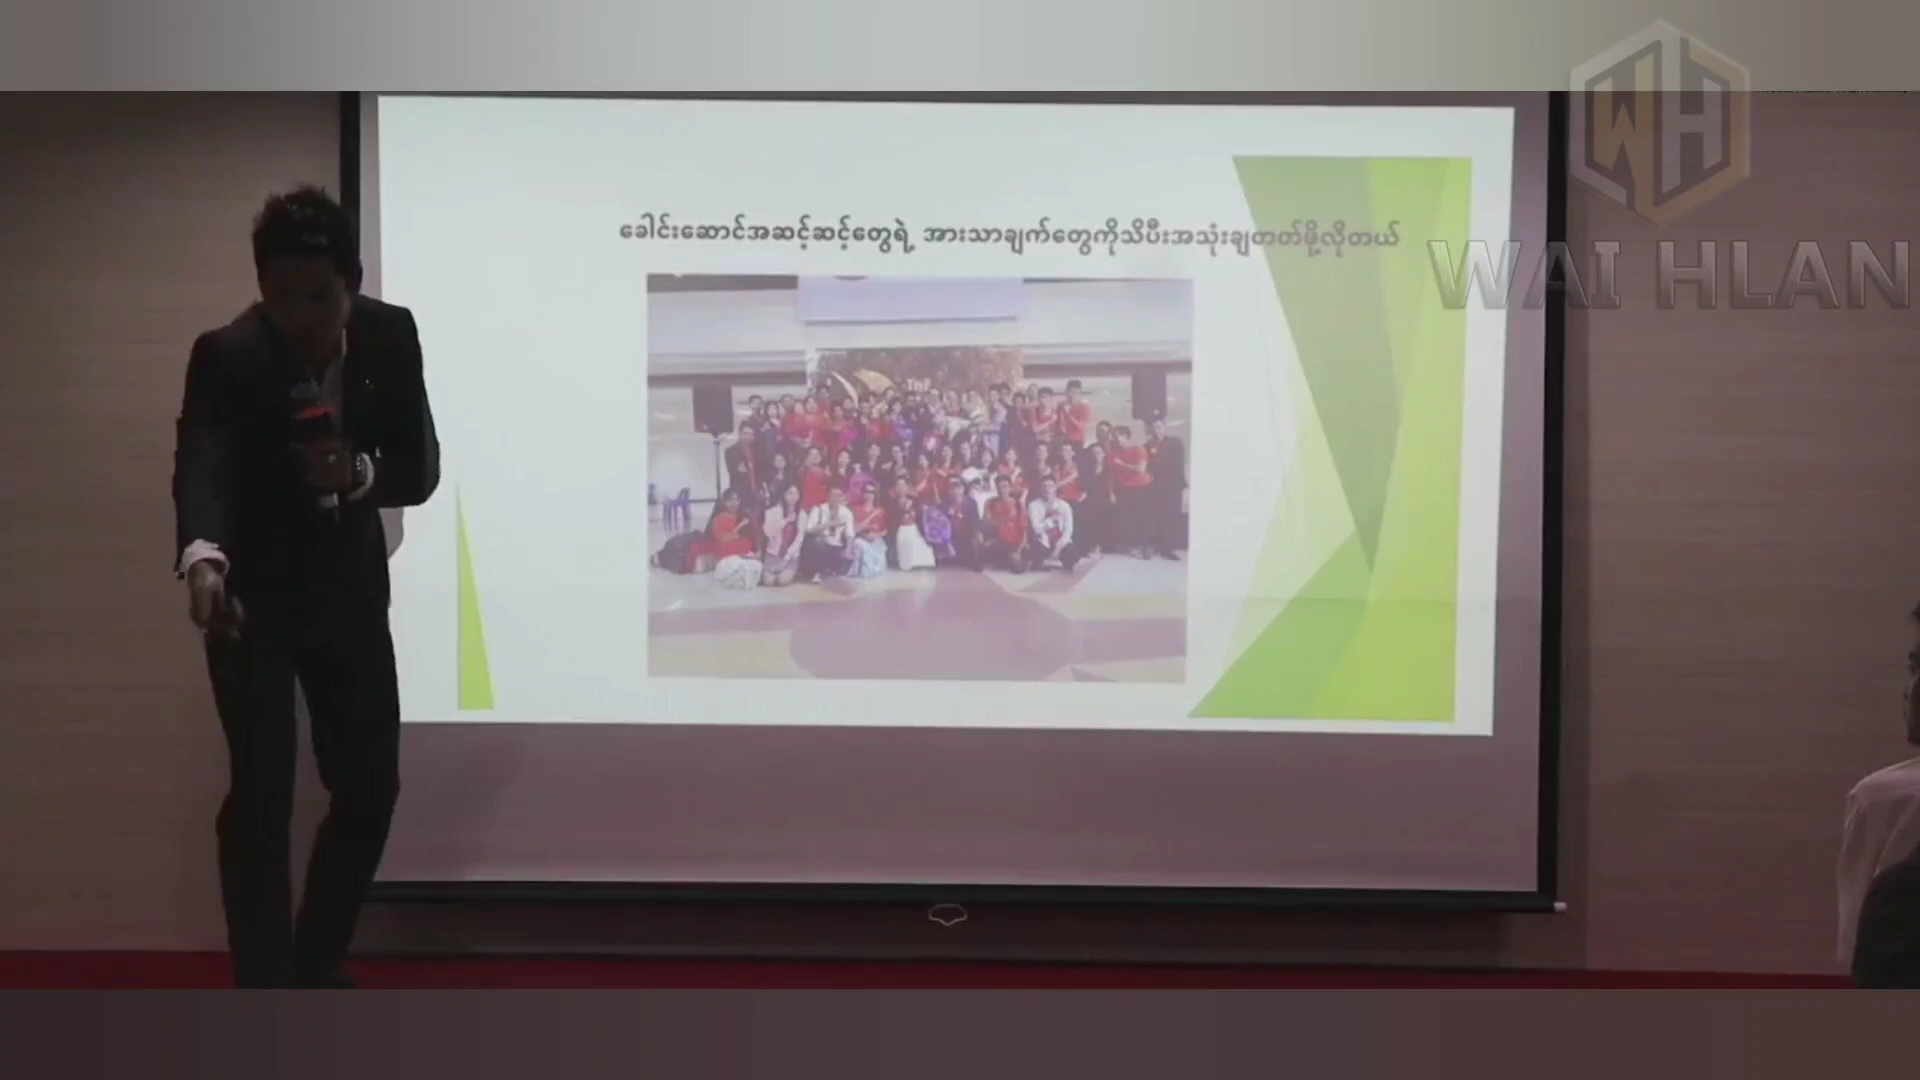 WH
ခေါင်းဆောင်အဆင့်ဆင့်တွေရဲ့ အားသာချက်တွေကိုသိပီးအသုံးချတတ်ဖို့လိုတယ်
WAI HLAN
THE